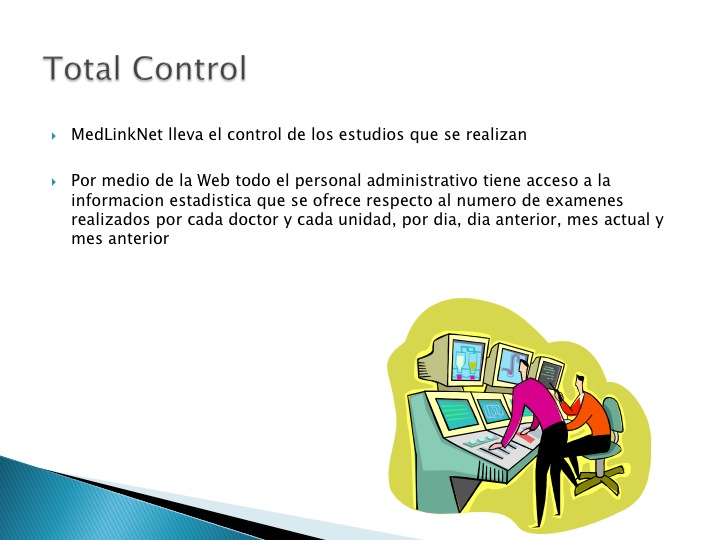 Total Control
MedLinkNet lleva el control de los estudios que se realizan
Por medio de la Web todo el personal administrativo tiene acceso a la
informacion estadistica que se ofrece respecto al numero de examenes
realizados por cada doctor y cada unidad, por dia, dia anterior, mes actual y
mes anterior